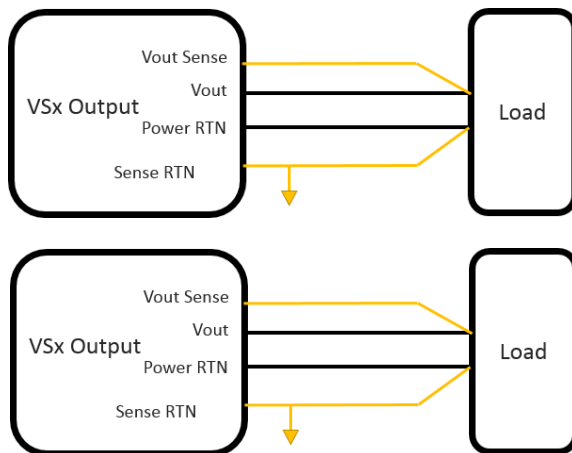 Vout Sense
Vout
VSx Output
Power RTN
Load
Sense RTN
Vout Sense
Vout
VSx Output
Power RTN
Load
Sense RTN